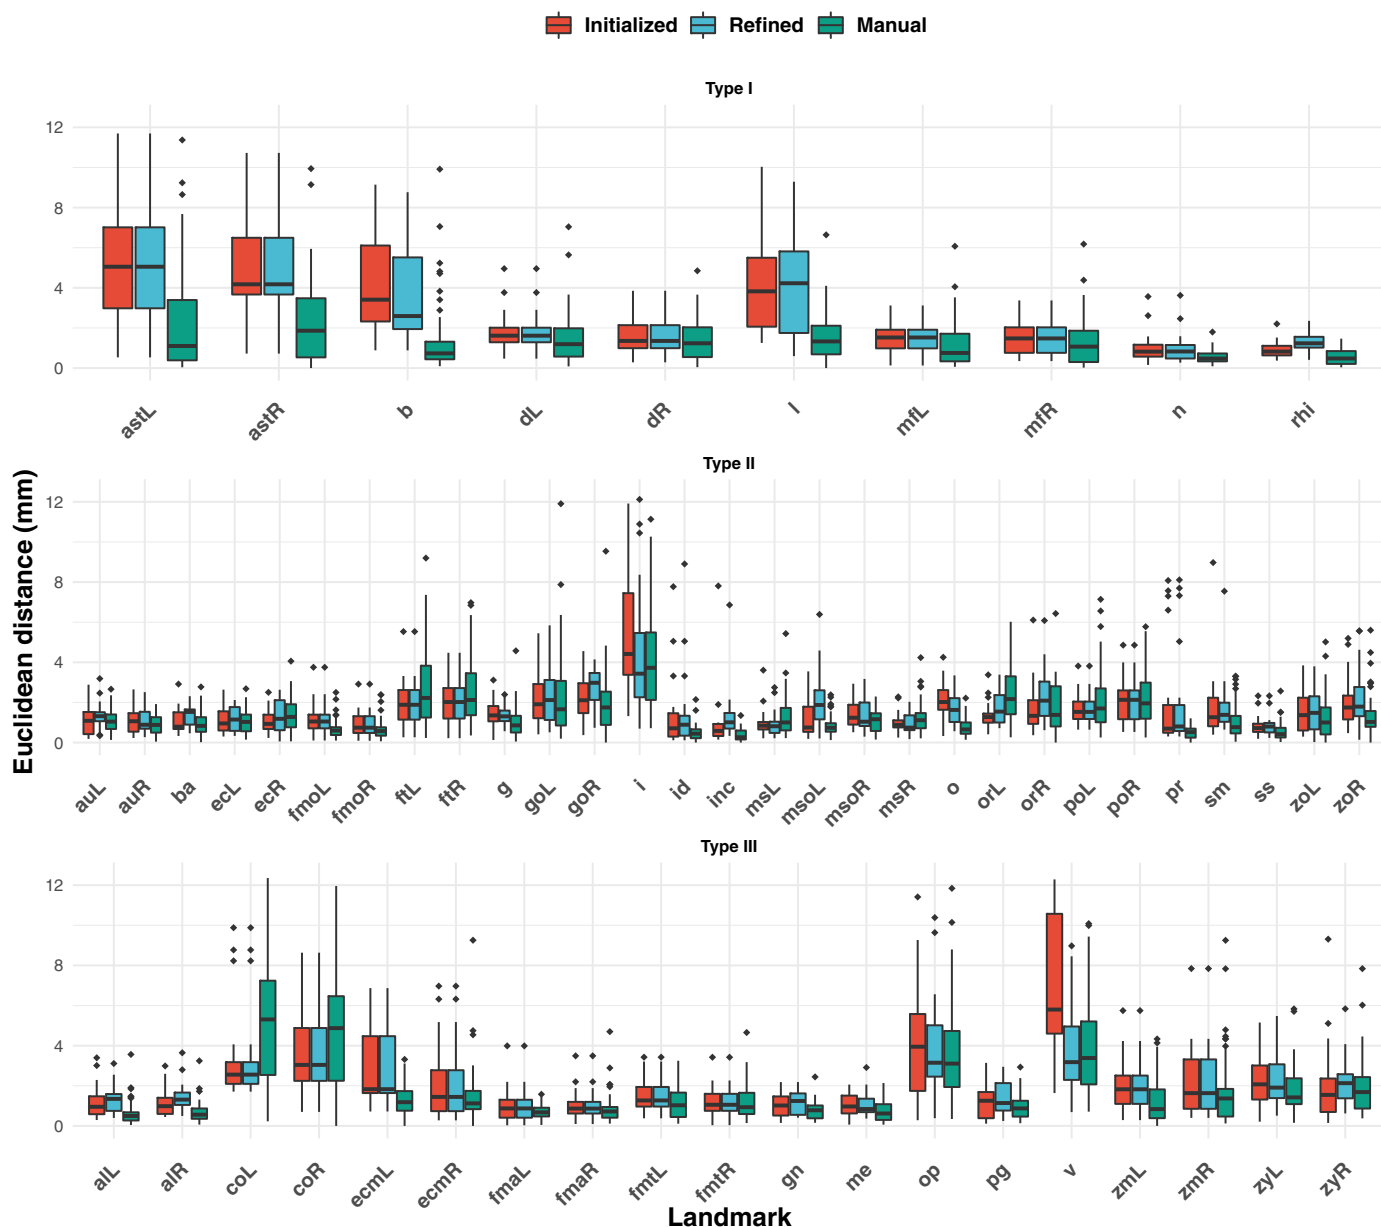 Initialized Refined Manual
Type I
12
8
4
0
astL astR b dL dR l mfL mfR n rhi
Type II
Euclidean distance (mm)
12
8
4
0
auL auR ba ecL ecR fmoL fmoR ftL ftR g goL goR i id inc msL msoL msoR msR o orL orR poL poR pr sm ss zoL zoR
Type III
12
8
4
0
alL alR coL coR ecmL ecmR fmaL fmaR fmtL fmtR gn me op pg v zmL zmR zyL zyR
Landmark